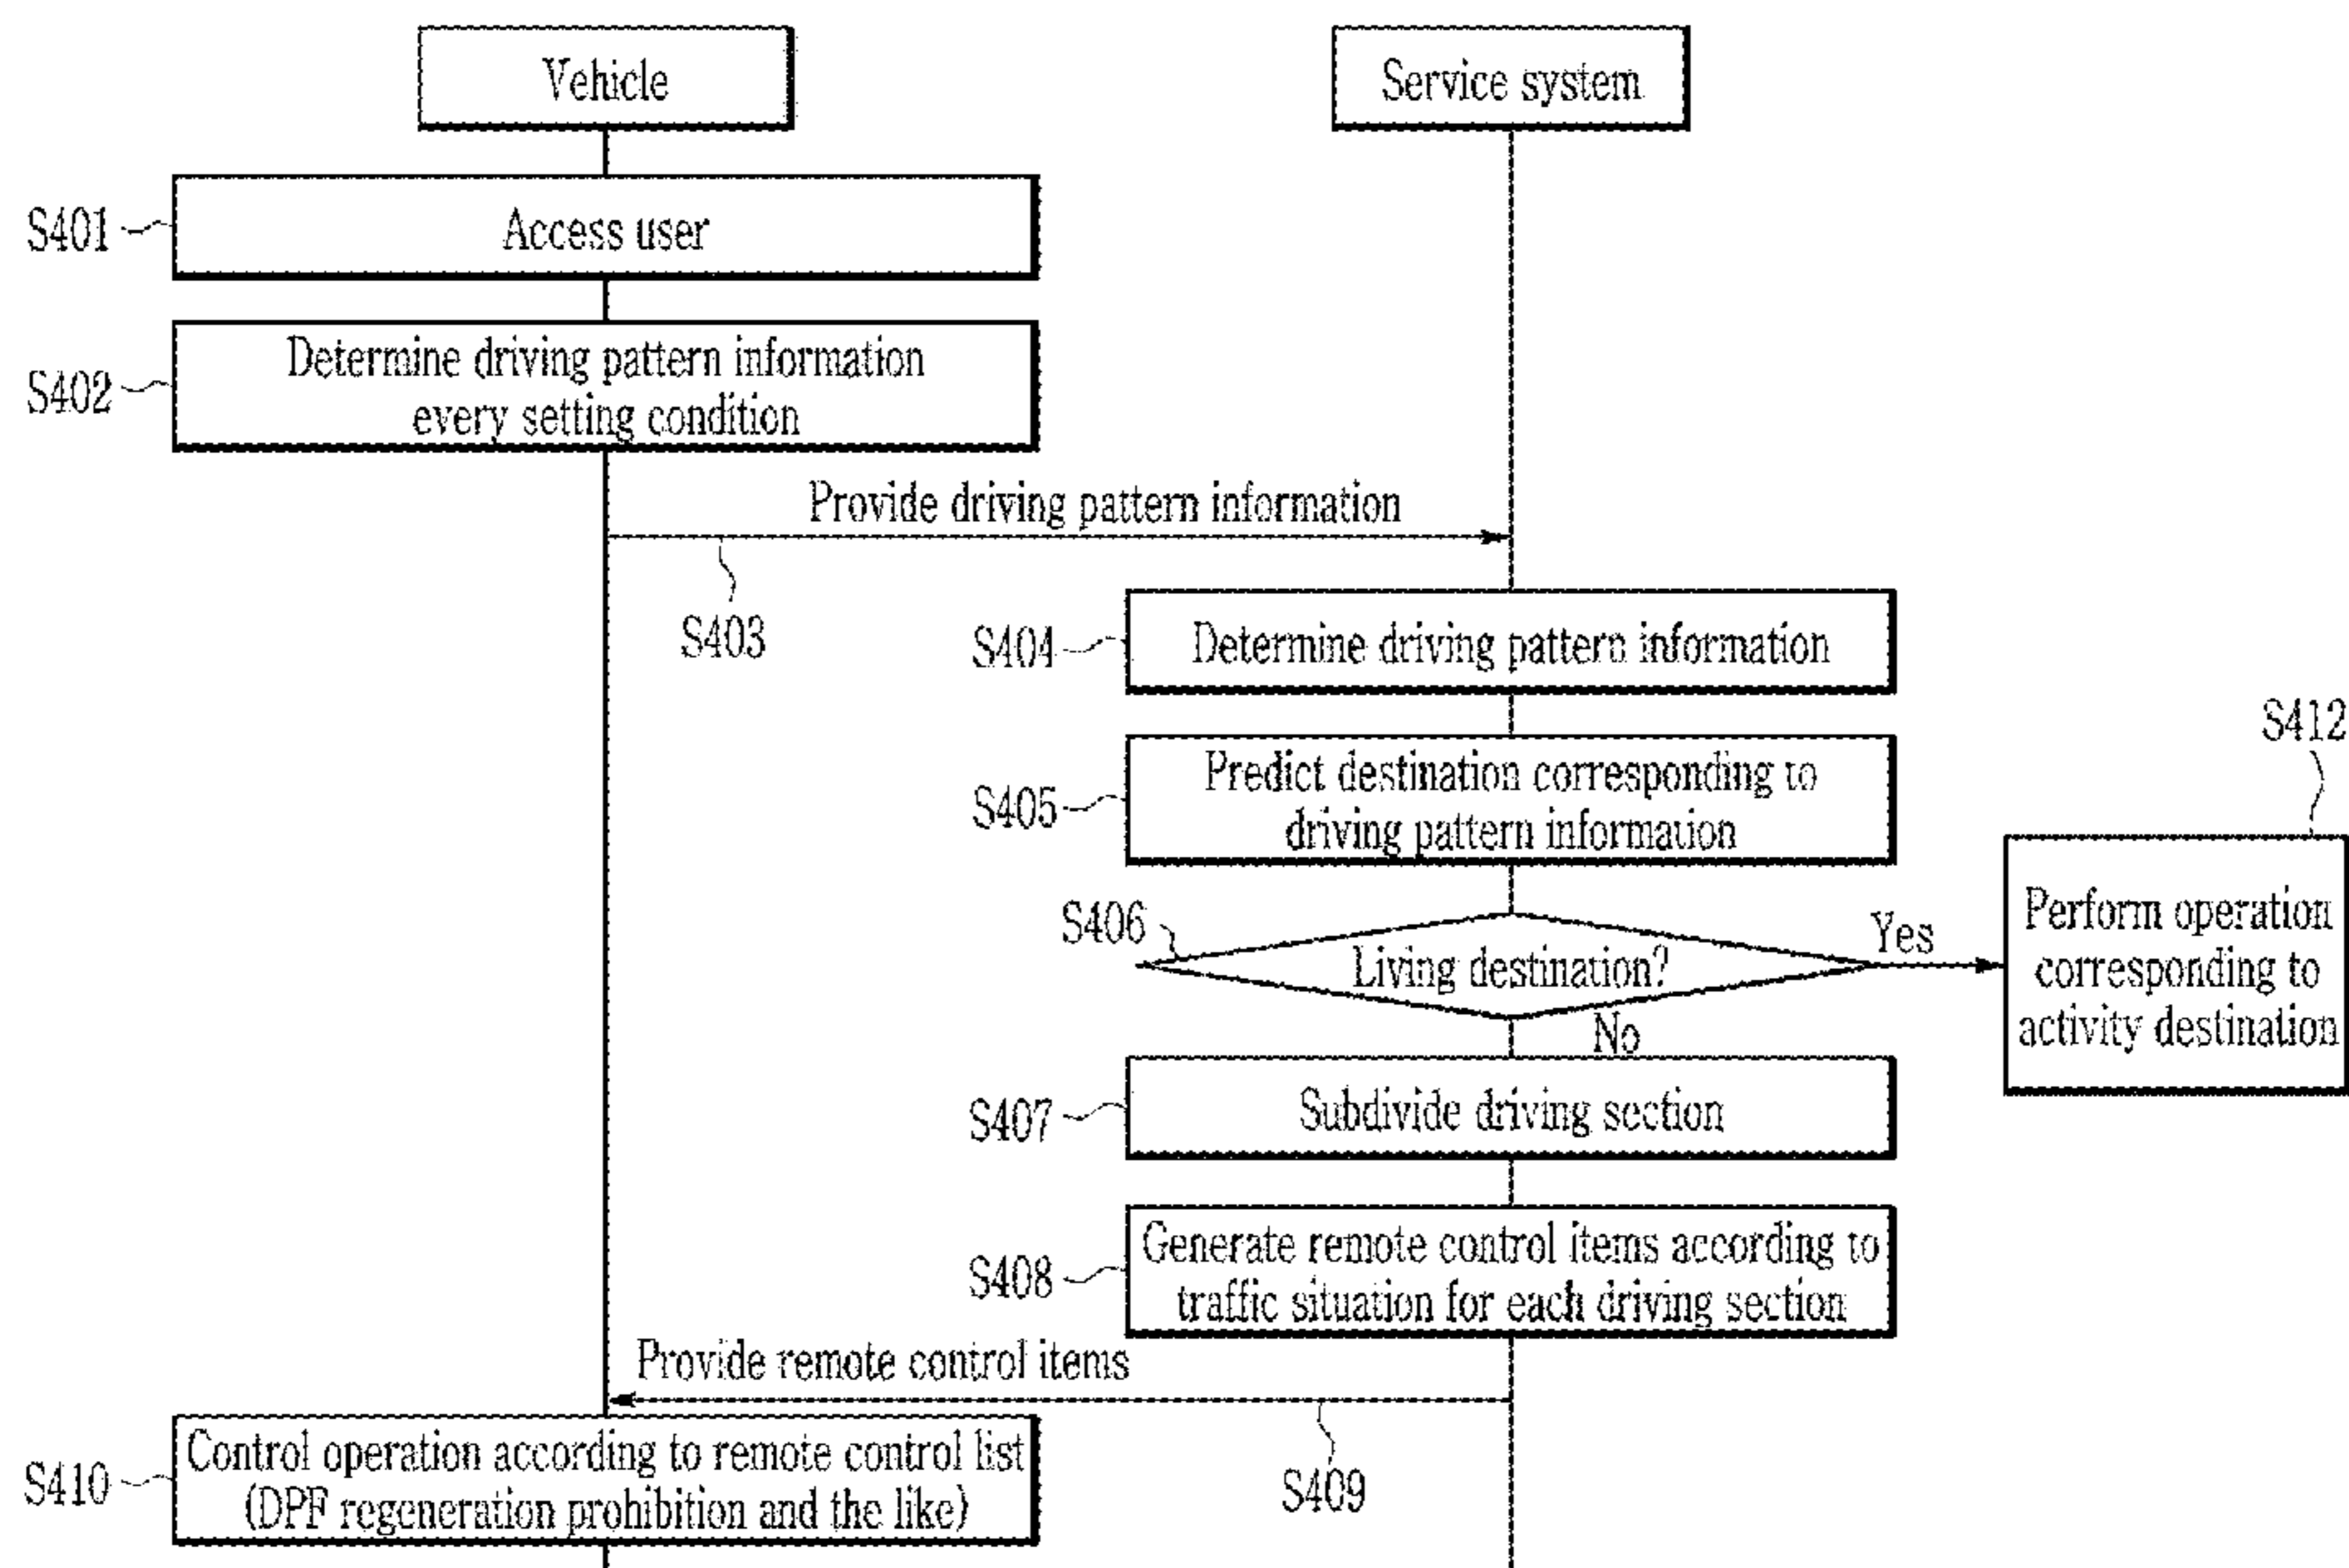 Vehicle
Service system
S401
Access user
S402
Determine driving pattern information
every setting condition
Provide driving pattern information
S403
S404
Determine driving pattern information
S405
Predict destination corresponding to
driving pattern information
S412
S406
Living destination?
Yes
Perform operation
corresponding to
activity destination
No
S407
Subdivide driving section
S408
Generate remote control items according to
traffic situation for each driving section
Provide remote control items
S409
S410
Control operation according to remote control list
(DPF regeneration prohibition and the like)